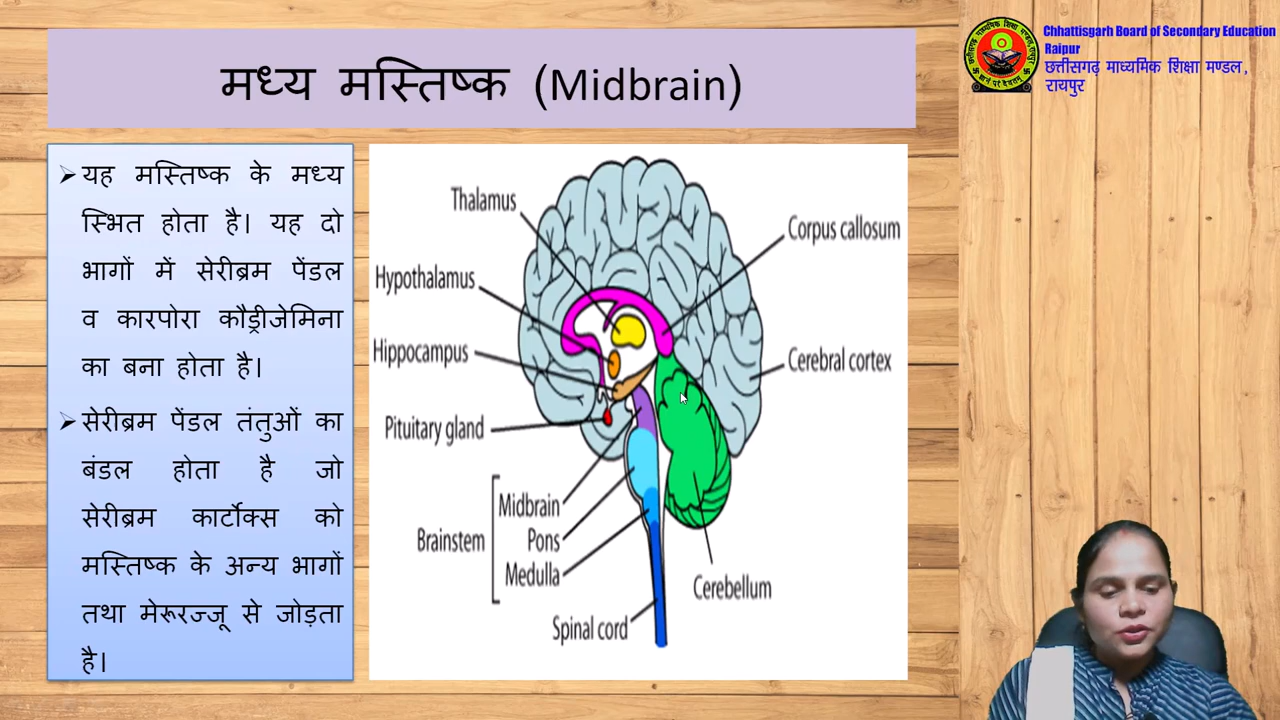 मध्य मस्तिष्क (Midbrain)
Chhattisgarh Board of Secondary Education
Raipur
छत्तीसगढ़ माध्यमिक शिक्षा मण्डल,
रायपुर
यह मस्तिष्क के मध्य
स्भित होता है। यह दो
भागों में सेरीब्रम पेंडल
व कारपोरा कौड्रीजेमिना
का बना होता है।
सेरीब्रम पेंडल तंतुओं का
बंडल होता है जो
सेरीब्रम कार्टोक्स को
मस्तिष्क के अन्य भागों
तथा मेरूरज्जू से जोड़ता
है।
Thalamus
Corpus callosum
Hypothalamus
Hippocampus
Cerebral cortex
Pituitary gland
Midbrain
Brainstem
Pons
Medulla
Cerebellum
Spinal cord